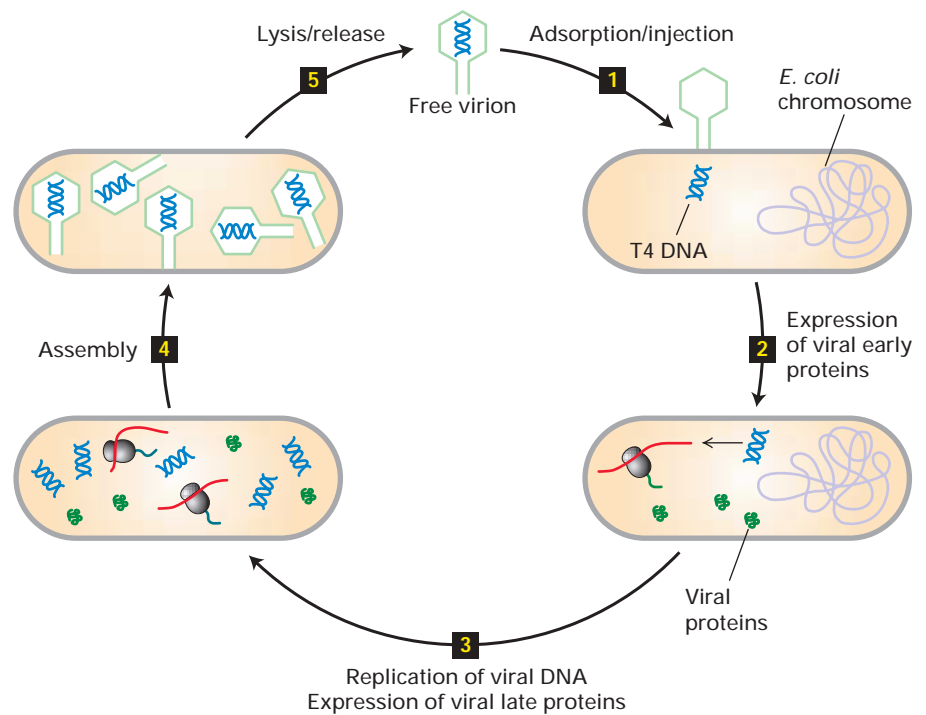 Lysis/release
5
Free virion
Adsorption/injection
1
E. coli
chromosome
T4 DNA
2
Expression
of viral early
proteins
Viral
proteins
3
Replication of viral DNA
Expression of viral late proteins
Assembly
4